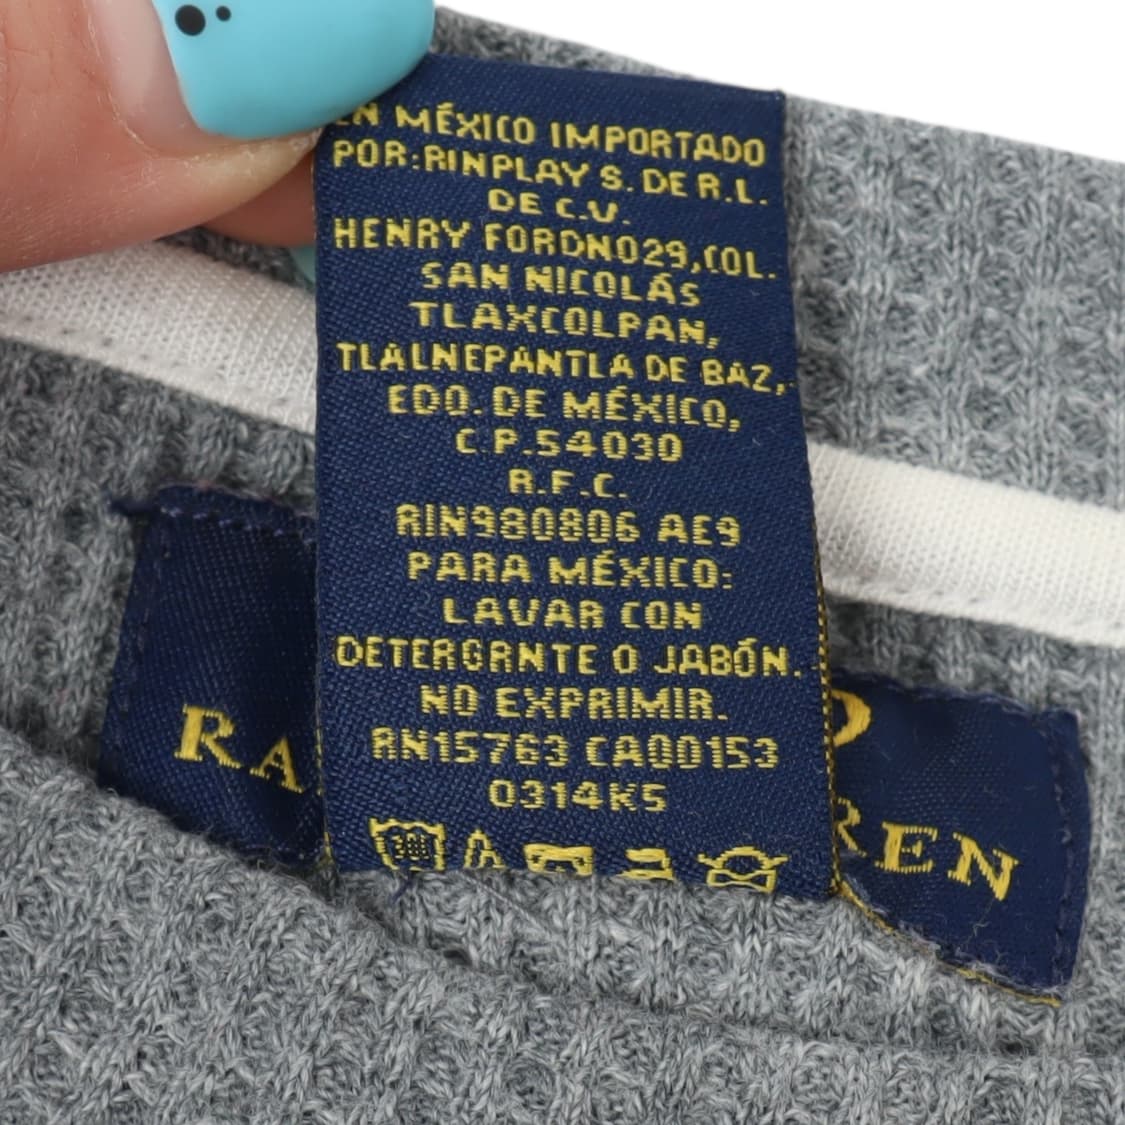 EN MÉXICO IMPORTADO
POR:RINPLAY S. DE R.L.
DE C.V.
HENRY FORDNO29,COL.
SAN NICOLÁS
TLAXCOLPAN,
TLALNEPANTLA DE BAZ,
EDO. DE MÉXICO,
C.P.54030
R.F.C.
RIN980806 AE9
PARA MÉXICO:
LAVAR CON
DETERGRNTE O JABÓN.
NO EXPRIMIR.
RN15763 CA00153
0314K5
RA
REN